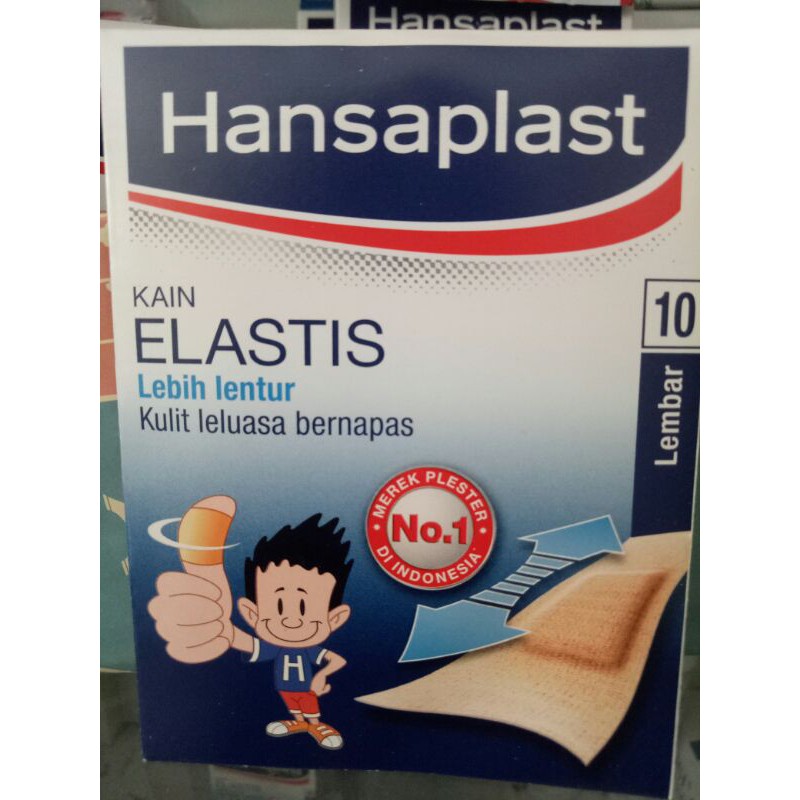 Hansaplast
Hansaplast
KAIN
ELASTIS
Lebih lentur
Kulit leluasa bernapas
10
Lembar
MEREK PLESTER
No.1
DI INDONESIA*
H